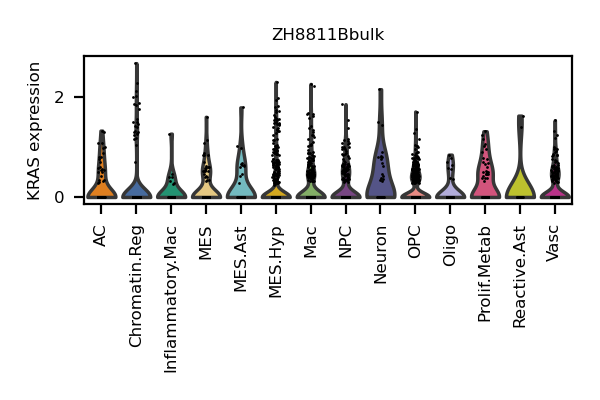 ZH8811Bbulk
KRAS expression
2
0
AC
Chromatin.Reg
Inflammatory.Mac
MES
MES.Ast
MES.Hyp
Mac
NPC
Neuron
OPC
Oligo
Prolif.Metab
Reactive.Ast
Vasc